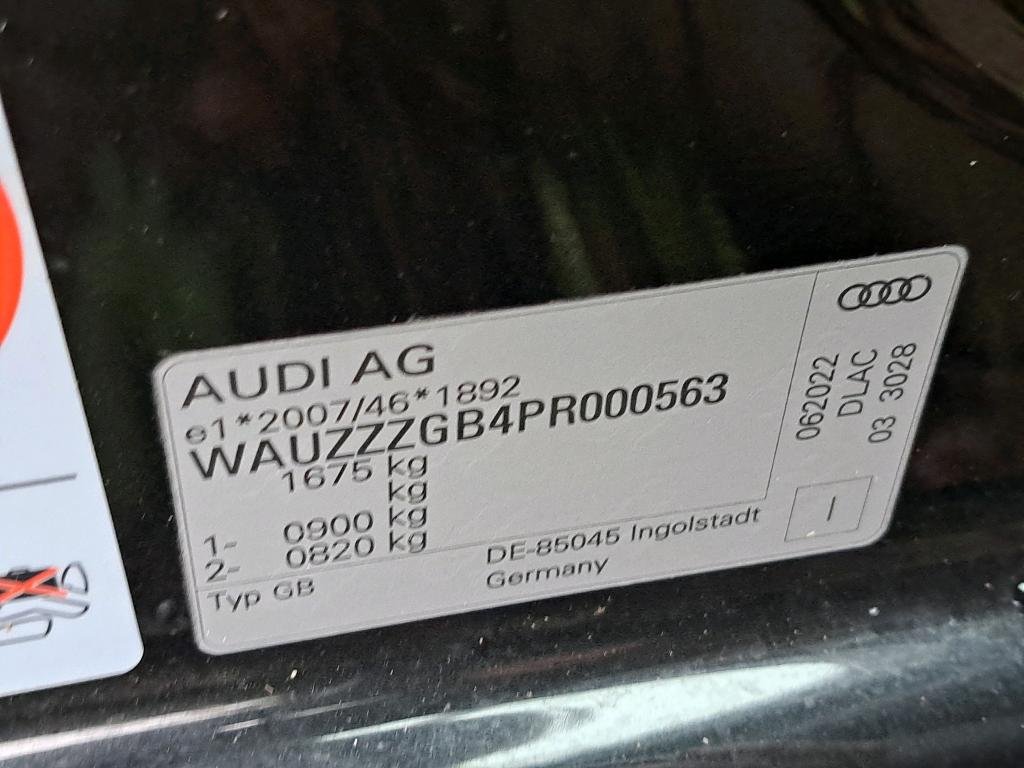 AUDI AG
e1*2007/46*1892
WAUZZZGB4PR000563
1675 kg
kg
1- 0900 kg
2- 0820 kg
Typ GB
DE-85045 Ingolstadt
Germany
062022
DLAC
03 3028
I